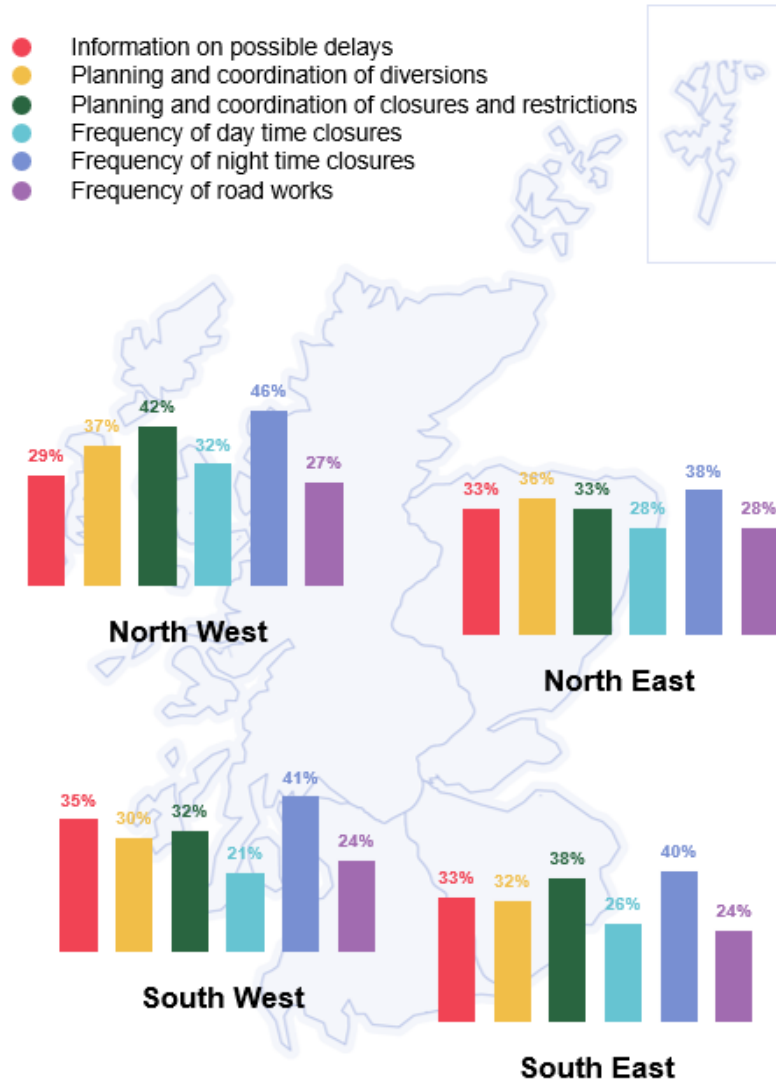 Information on possible delays
Planning and coordination of diversions
Planning and coordination of closures and restrictions
Frequency of day time closures
Frequency of night time closures
Frequency of road works
29% 37% 42% 32% 46% 27%
North West
33% 36% 33% 28% 38% 28%
North East
35% 30% 32% 21% 41% 24%
South West
33% 32% 38% 26% 40% 24%
South East